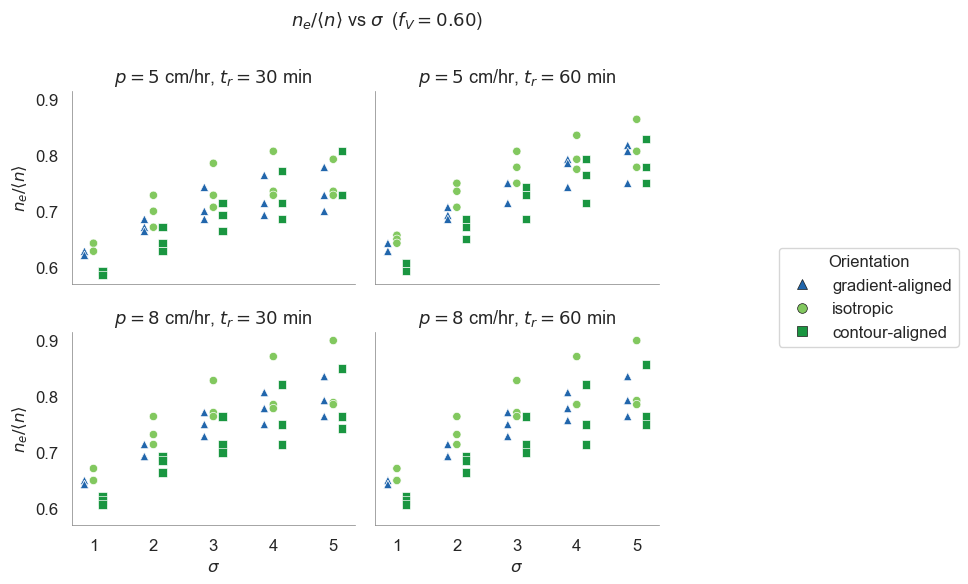 nₑ/⟨n⟩ vs σ (f_V = 0.60)
p = 5 cm/hr, t_r = 30 min
p = 5 cm/hr, t_r = 60 min
0.9
0.8
0.7
0.6
nₑ/⟨n⟩
Orientation
gradient-aligned
isotropic
contour-aligned
p = 8 cm/hr, t_r = 30 min
p = 8 cm/hr, t_r = 60 min
0.9
0.8
0.7
0.6
nₑ/⟨n⟩
1 2 3 4 5
1 2 3 4 5
σ
σ